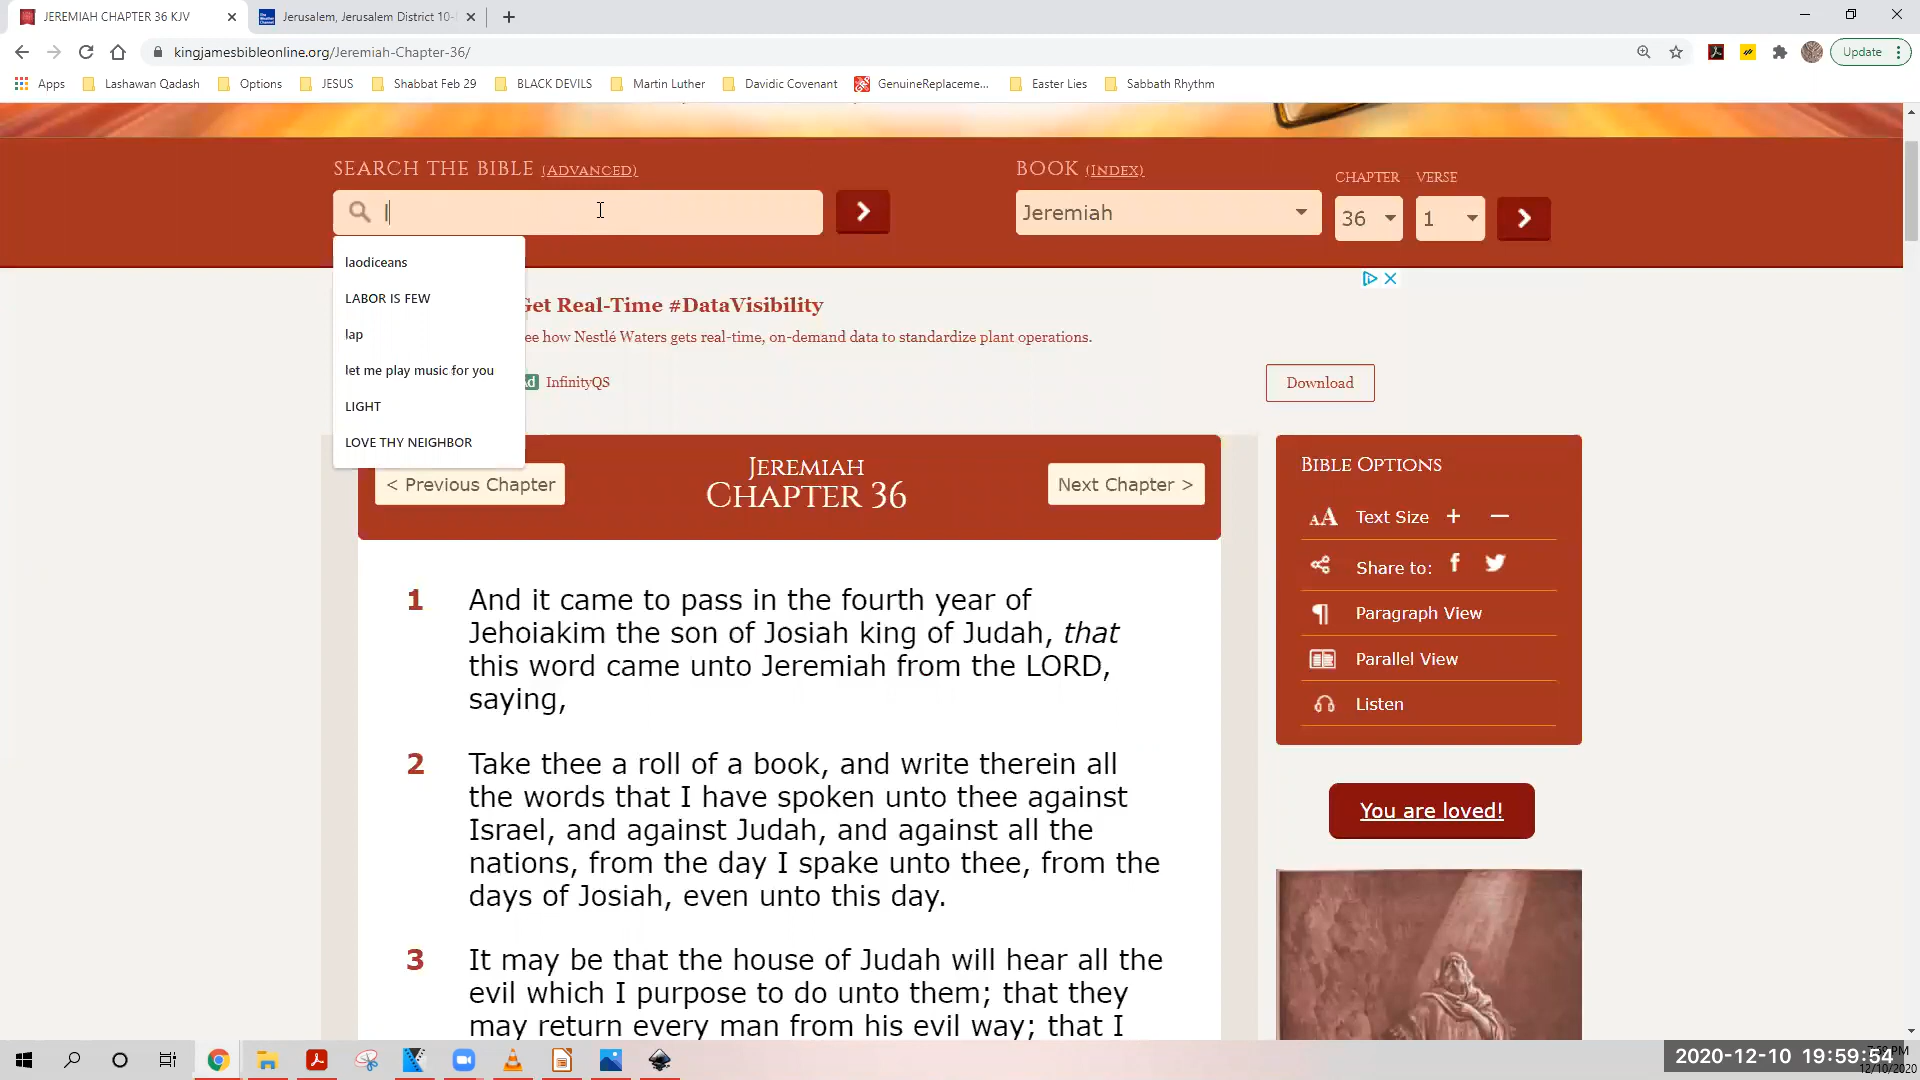 JEREMIAH CHAPTER 36 KJV
Jerusalem, Jerusalem District 10-
kingjamesbibleonline.org/Jeremiah-Chapter-36/
Update
Apps
Lashawan Qadash
Options
JESUS
Shabbat Feb 29
BLACK DEVILS
Martin Luther
Davidic Covenant
GenuineReplaceme...
Easter Lies
Sabbath Rhythm
SEARCH THE BIBLE (ADVANCED)
l
laodiceans
LABOR IS FEW
lap
let me play music for you
LIGHT
LOVE THY NEIGHBOR
BOOK (INDEX)
CHAPTER
VERSE
Jeremiah
36
1
Get Real-Time #DataVisibility
ee how Nestlé Waters gets real-time, on-demand data to standardize plant operations.
InfinityQS
Download
< Previous Chapter
JEREMIAH
CHAPTER 36
Next Chapter >
1 And it came to pass in the fourth year of
Jehoiakim the son of Josiah king of Judah, that
this word came unto Jeremiah from the LORD,
saying,
2 Take thee a roll of a book, and write therein all
the words that I have spoken unto thee against
Israel, and against Judah, and against all the
nations, from the day I spake unto thee, from the
days of Josiah, even unto this day.
3 It may be that the house of Judah will hear all the
evil which I purpose to do unto them; that they
may return every man from his evil way; that I
BIBLE OPTIONS
Text Size + —
Share to:
Paragraph View
Parallel View
Listen
You are loved!
2020-12-10 19:59:54
12/10/2020